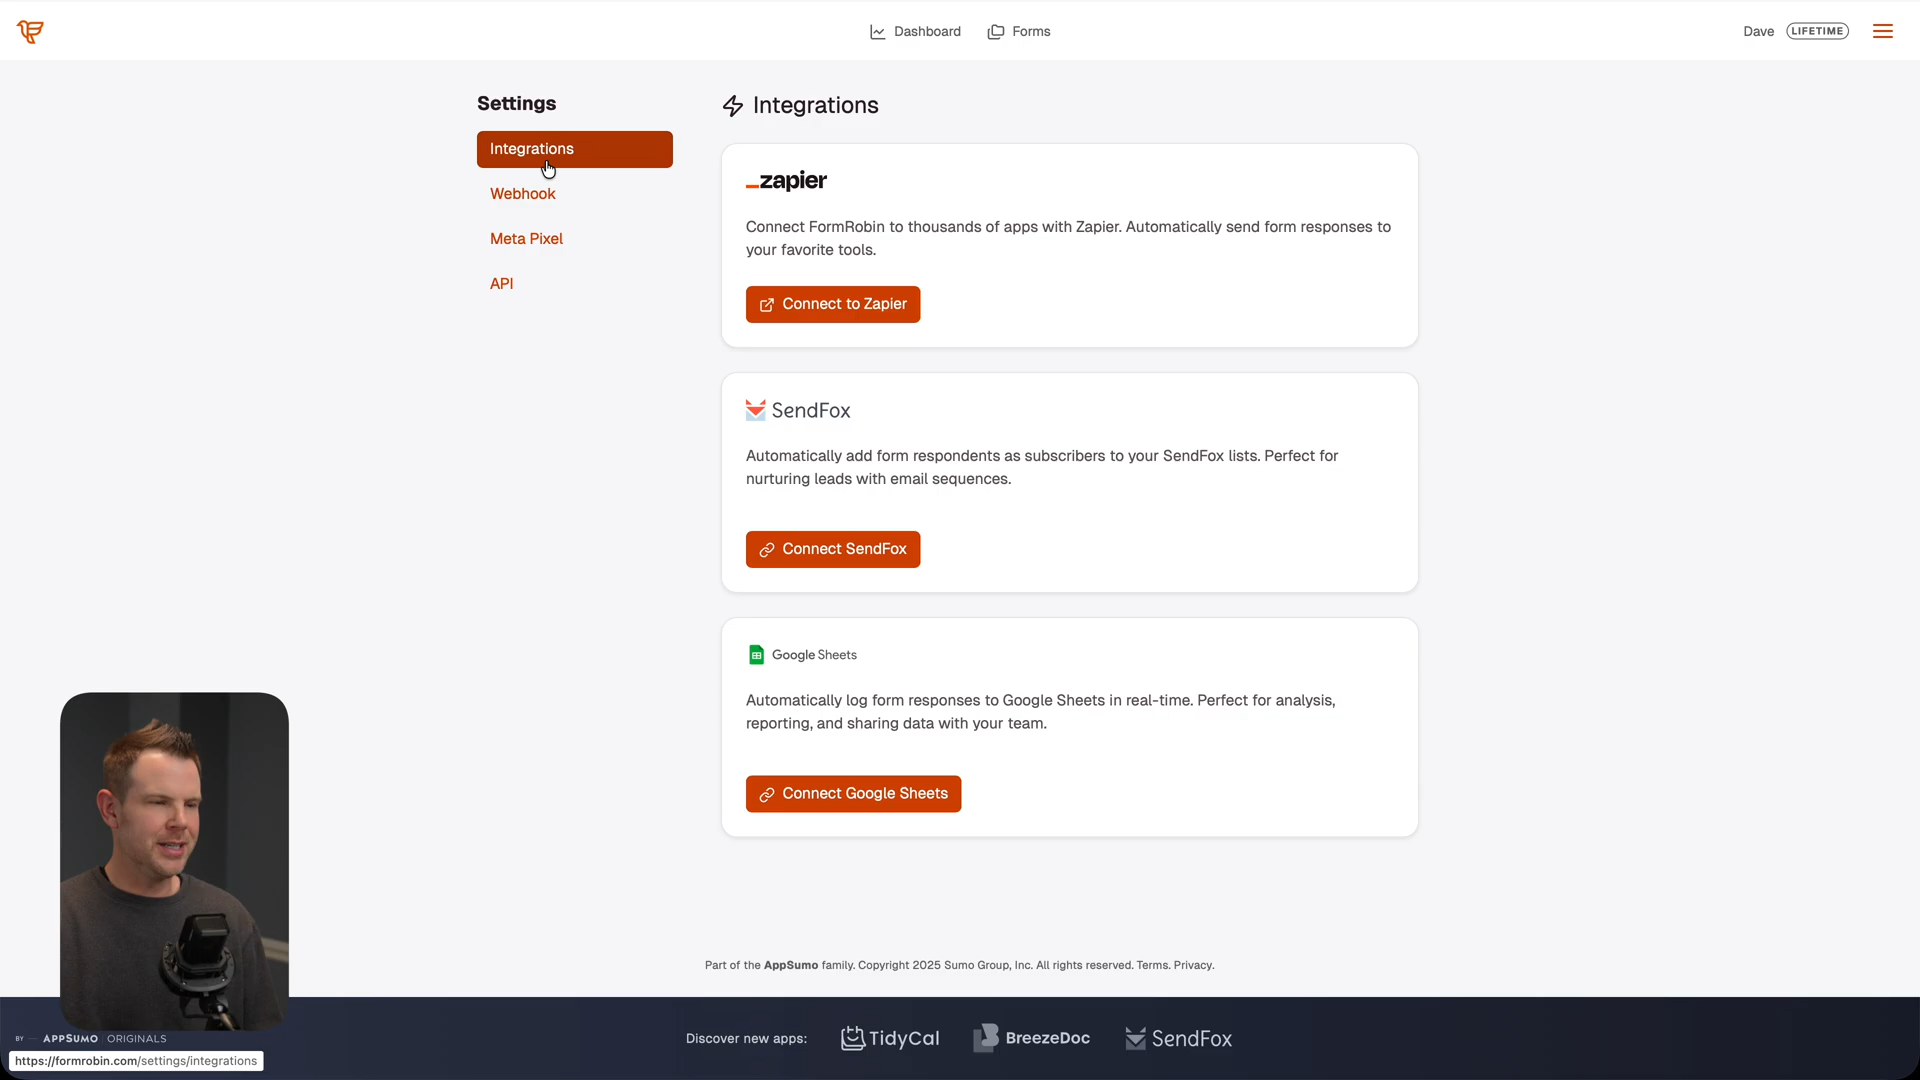 Dashboard
Forms
Dave
LIFETIME
Settings
Integrations
Webhook
Meta Pixel
API
Integrations
zapier
Connect FormRobin to thousands of apps with Zapier. Automatically send form responses to
your favorite tools.
Connect to Zapier
SendFox
Automatically add form respondents as subscribers to your SendFox lists. Perfect for
nurturing leads with email sequences.
Connect SendFox
Google Sheets
Automatically log form responses to Google Sheets in real-time. Perfect for analysis,
reporting, and sharing data with your team.
Connect Google Sheets
Part of the AppSumo family. Copyright 2025 Sumo Group, Inc. All rights reserved. Terms. Privacy.
BY — APPSUMO ORIGINALS
Discover new apps:
TidyCal
BreezeDoc
SendFox
https://formrobin.com/settings/integrations